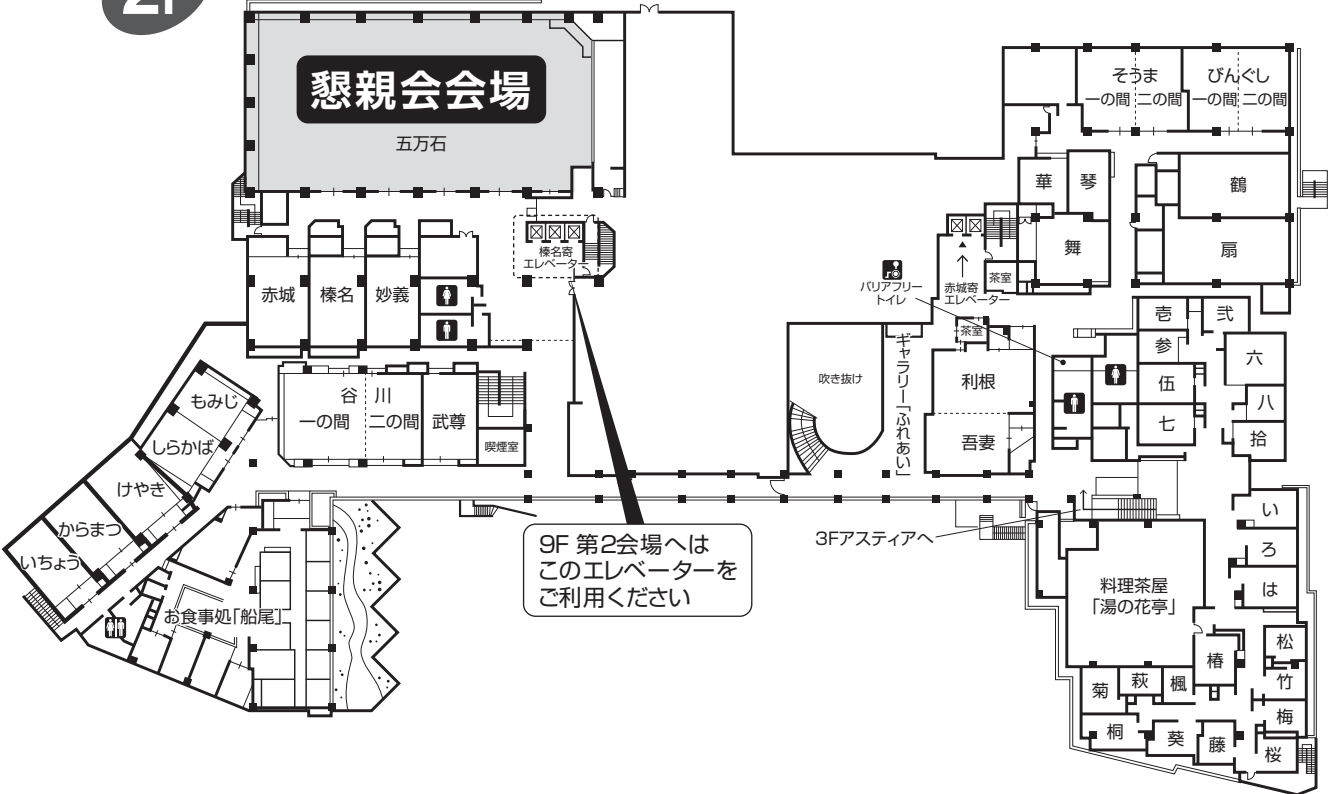 2F
懇親会会場
五万石
榛名寄
エレベーター
赤城
榛名
妙義
谷 川
一の間
二の間
武尊
喫煙室
もみじ
しらかば
けやき
からまつ
いちょう
お食事処「船尾」
9F 第2会場へは
このエレベーターを
ご利用ください
吹き抜け
ギャラリー「ふれあい」
バリアフリー
トイレ
赤城寄
エレベーター
茶室
茶室
利根
吾妻
3Fアスティアへ
そうま
一の間 二の間
びんぐし
一の間 二の間
華
琴
舞
鶴
扇
壱
弐
参
伍
六
七
八
拾
い
ろ
は
料理茶屋
「湯の花亭」
松
竹
梅
桜
椿
楓
萩
菊
桐
葵
藤